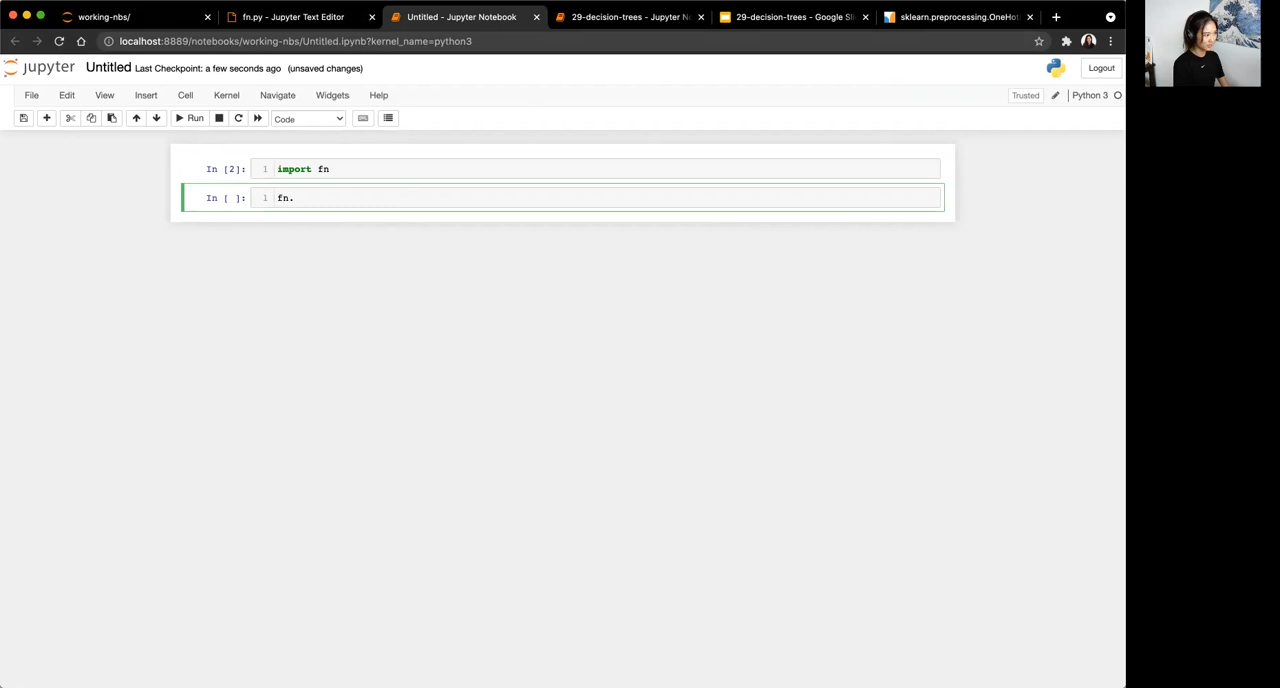 working-nbs/
fn.py - Jupyter Text Editor
Untitled - Jupyter Notebook
29-decision-trees - Jupyter N
29-decision-trees - Google Sli
sklearn.preprocessing.OneHot
localhost:8889/notebooks/working-nbs/Untitled.ipynb?kernel_name=python3
jupyter Untitled Last Checkpoint: a few seconds ago (unsaved changes)
Logout
File Edit View Insert Cell Kernel Navigate Widgets Help
Trusted Python 3
Run Code
In [2]: 1 import fn
In [ ]: 1 fn.